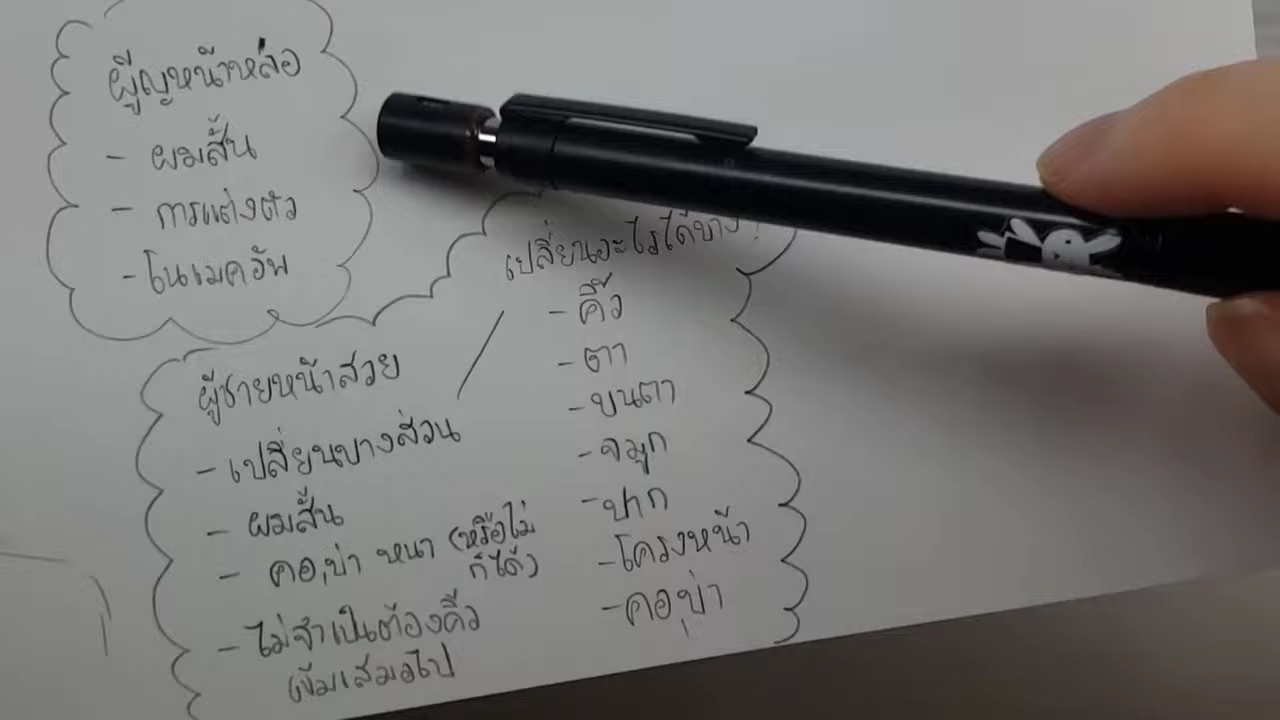 ผู้ญหน้าหล่อ
- ผมสั้น
- การแต่งตัว
- โนเมคอัพ
ผู้ชายหน้าสวย
- เปลี่ยนบางส่วน
- ผมสั้น
- คอ,บ่า หนา (หรือไม่
ก็ได้)
- ไม่จำเป็นต้องคิ้ว
เข้มเสมอไป
เปลี่ยนอะไรได้บาง?
- คิ้ว
- ตา
- ขนตา
- จมูก
- ปาก
- โครงหน้า
- คอ,บ่า